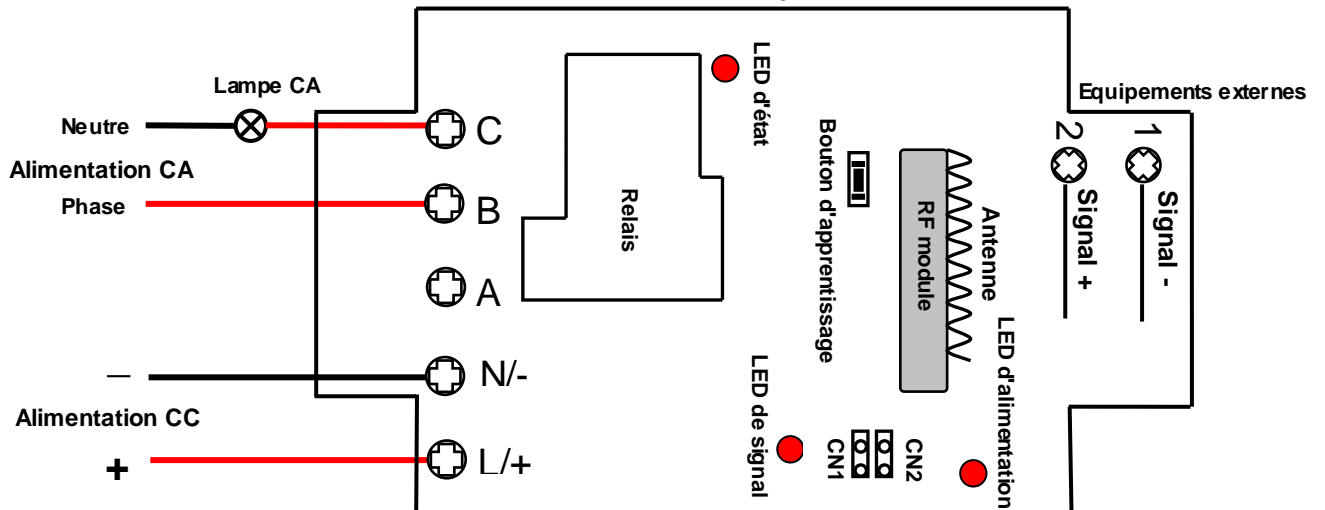 Lampe CA
Neutre
Alimentation CA
Phase
—
Alimentation CC
+
C
B
A
N/-
L/+
Relais
LED d'état
Bouton d'apprentissage
RF module
Antenne
LED de signal
CN1
CN2
LED d'alimentation
Equipements externes
2
1
Signal +
Signal -